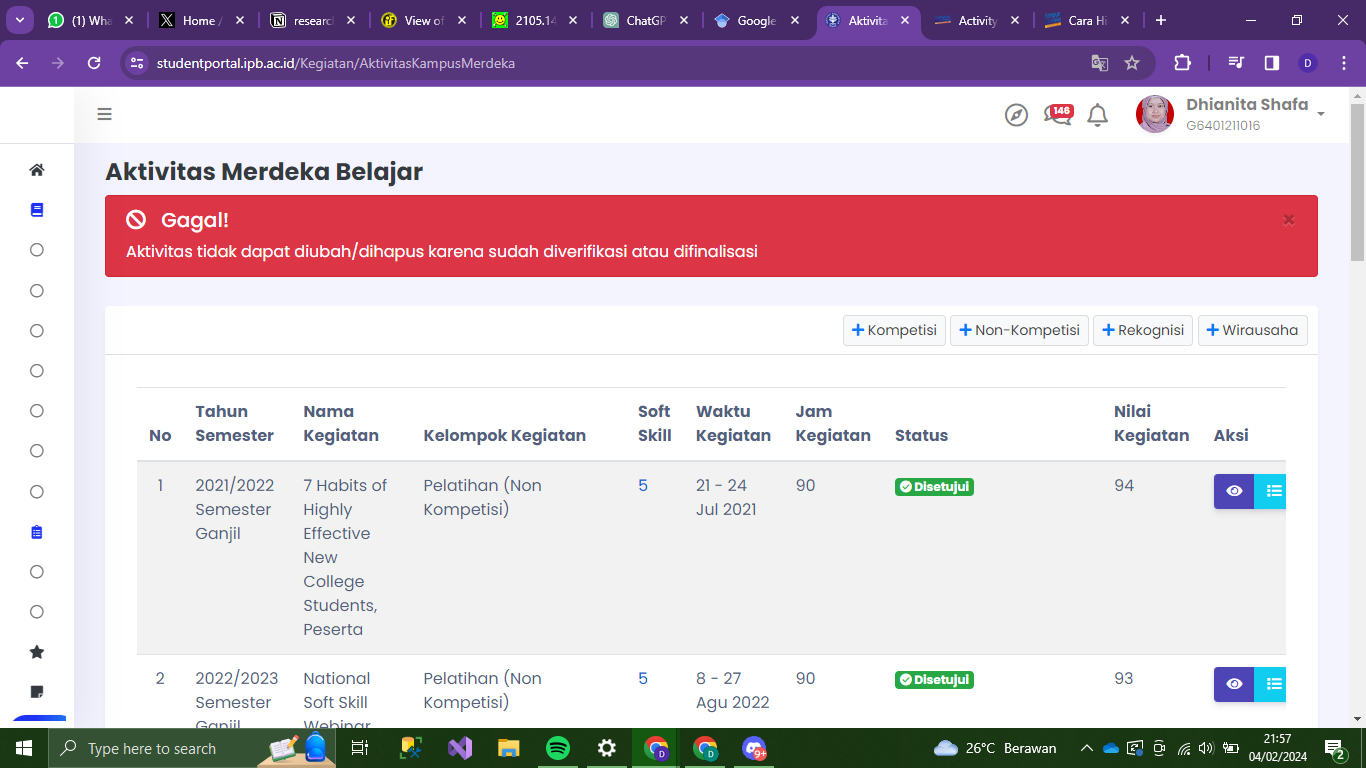 (1) Wha
Home /
researc
View of
2105.14
ChatGP
Google
Aktivita
Activity
Cara Hi
studentportal.ipb.ac.id/Kegiatan/AktivitasKampusMerdeka
D
146
Dhianita Shafa
G6401211016
Aktivitas Merdeka Belajar
Gagal!
Aktivitas tidak dapat diubah/dihapus karena sudah diverifikasi atau difinalisasi
Kompetisi
Non-Kompetisi
Rekognisi
Wirausaha
No
Tahun
Semester
Nama
Kegiatan
Kelompok Kegiatan
Soft
Skill
Waktu
Kegiatan
Jam
Kegiatan
Status
Nilai
Kegiatan
Aksi
1
2021/2022
Semester
Ganjil
7 Habits of
Highly
Effective
New
College
Students,
Peserta
Pelatihan (Non
Kompetisi)
5
21 - 24
Jul 2021
90
Disetujui
94
2
2022/2023
Semester
Ganjil
National
Soft Skill
Webinar
Pelatihan (Non
Kompetisi)
5
8 - 27
Agu 2022
90
Disetujui
93
Type here to search
26°C Berawan
21:57
04/02/2024
2